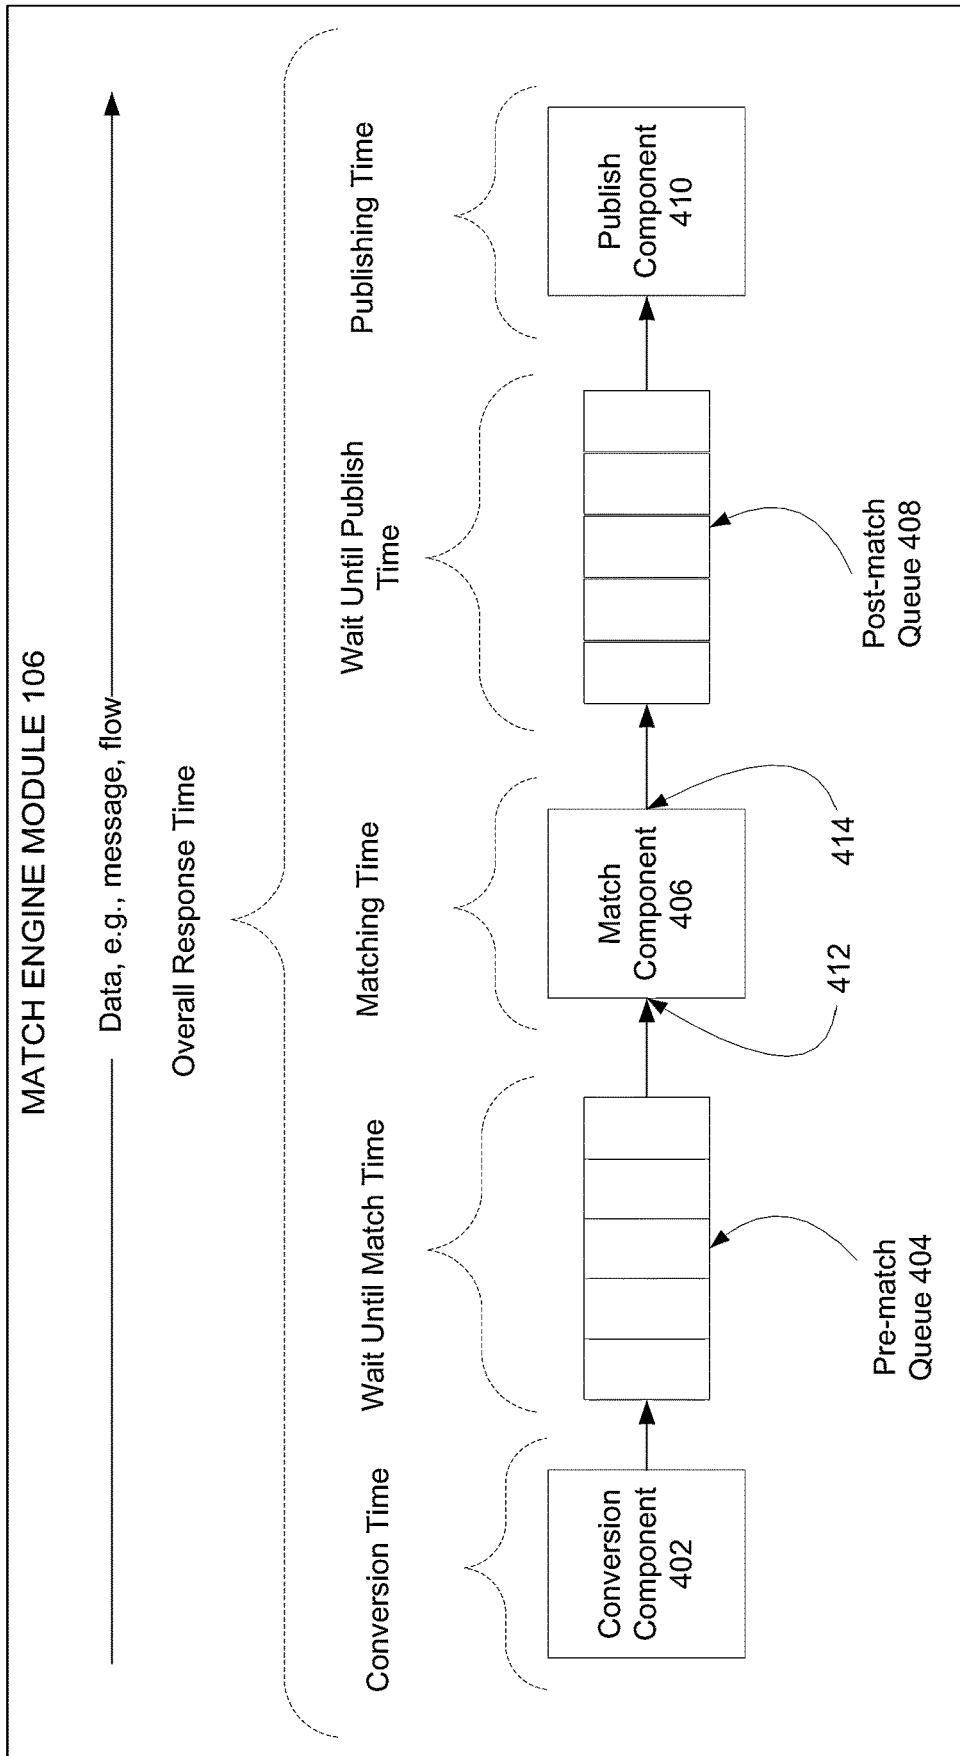 MATCH ENGINE MODULE 106
Data, e.g., message, flow
Overall Response Time
Conversion Time
Wait Until Match Time
Matching Time
Wait Until Publish
Time
Publishing Time
Conversion
Component
402
Match
Component
406
Publish
Component
410
Pre-match
Queue 404
412
414
Post-match
Queue 408